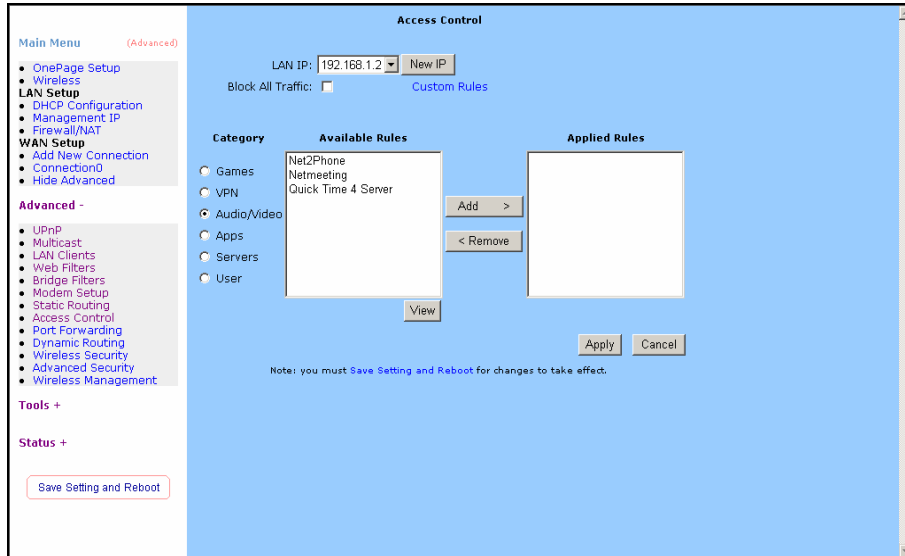 Access Control
Main Menu (Advanced)
OnePage Setup
Wireless
LAN Setup
DHCP Configuration
Management IP
Firewall/NAT
WAN Setup
Add New Connection
Connection0
Hide Advanced
Advanced -
UPnP
Multicast
LAN Clients
Web Filters
Bridge Filters
Modem Setup
Static Routing
Access Control
Port Forwarding
Dynamic Routing
Wireless Security
Advanced Security
Wireless Management
Tools +
Status +
Save Setting and Reboot
LAN IP: 192.168.1.2 New IP
Block All Traffic: Custom Rules
Category Available Rules Applied Rules
Games
VPN
Audio/Video
Apps
Servers
User
Net2Phone
Netmeeting
Quick Time 4 Server
Add >
< Remove
View
Apply Cancel
Note: you must Save Setting and Reboot for changes to take effect.